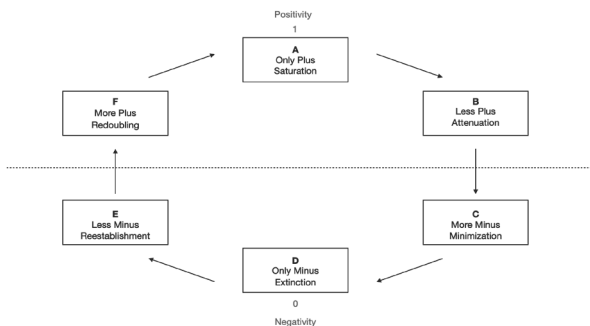 Positivity
1
A
Only Plus
Saturation
F
More Plus
Redoubling
B
Less Plus
Attenuation
E
Less Minus
Reestablishment
C
More Minus
Minimization
D
Only Minus
Extinction
0
Negativity